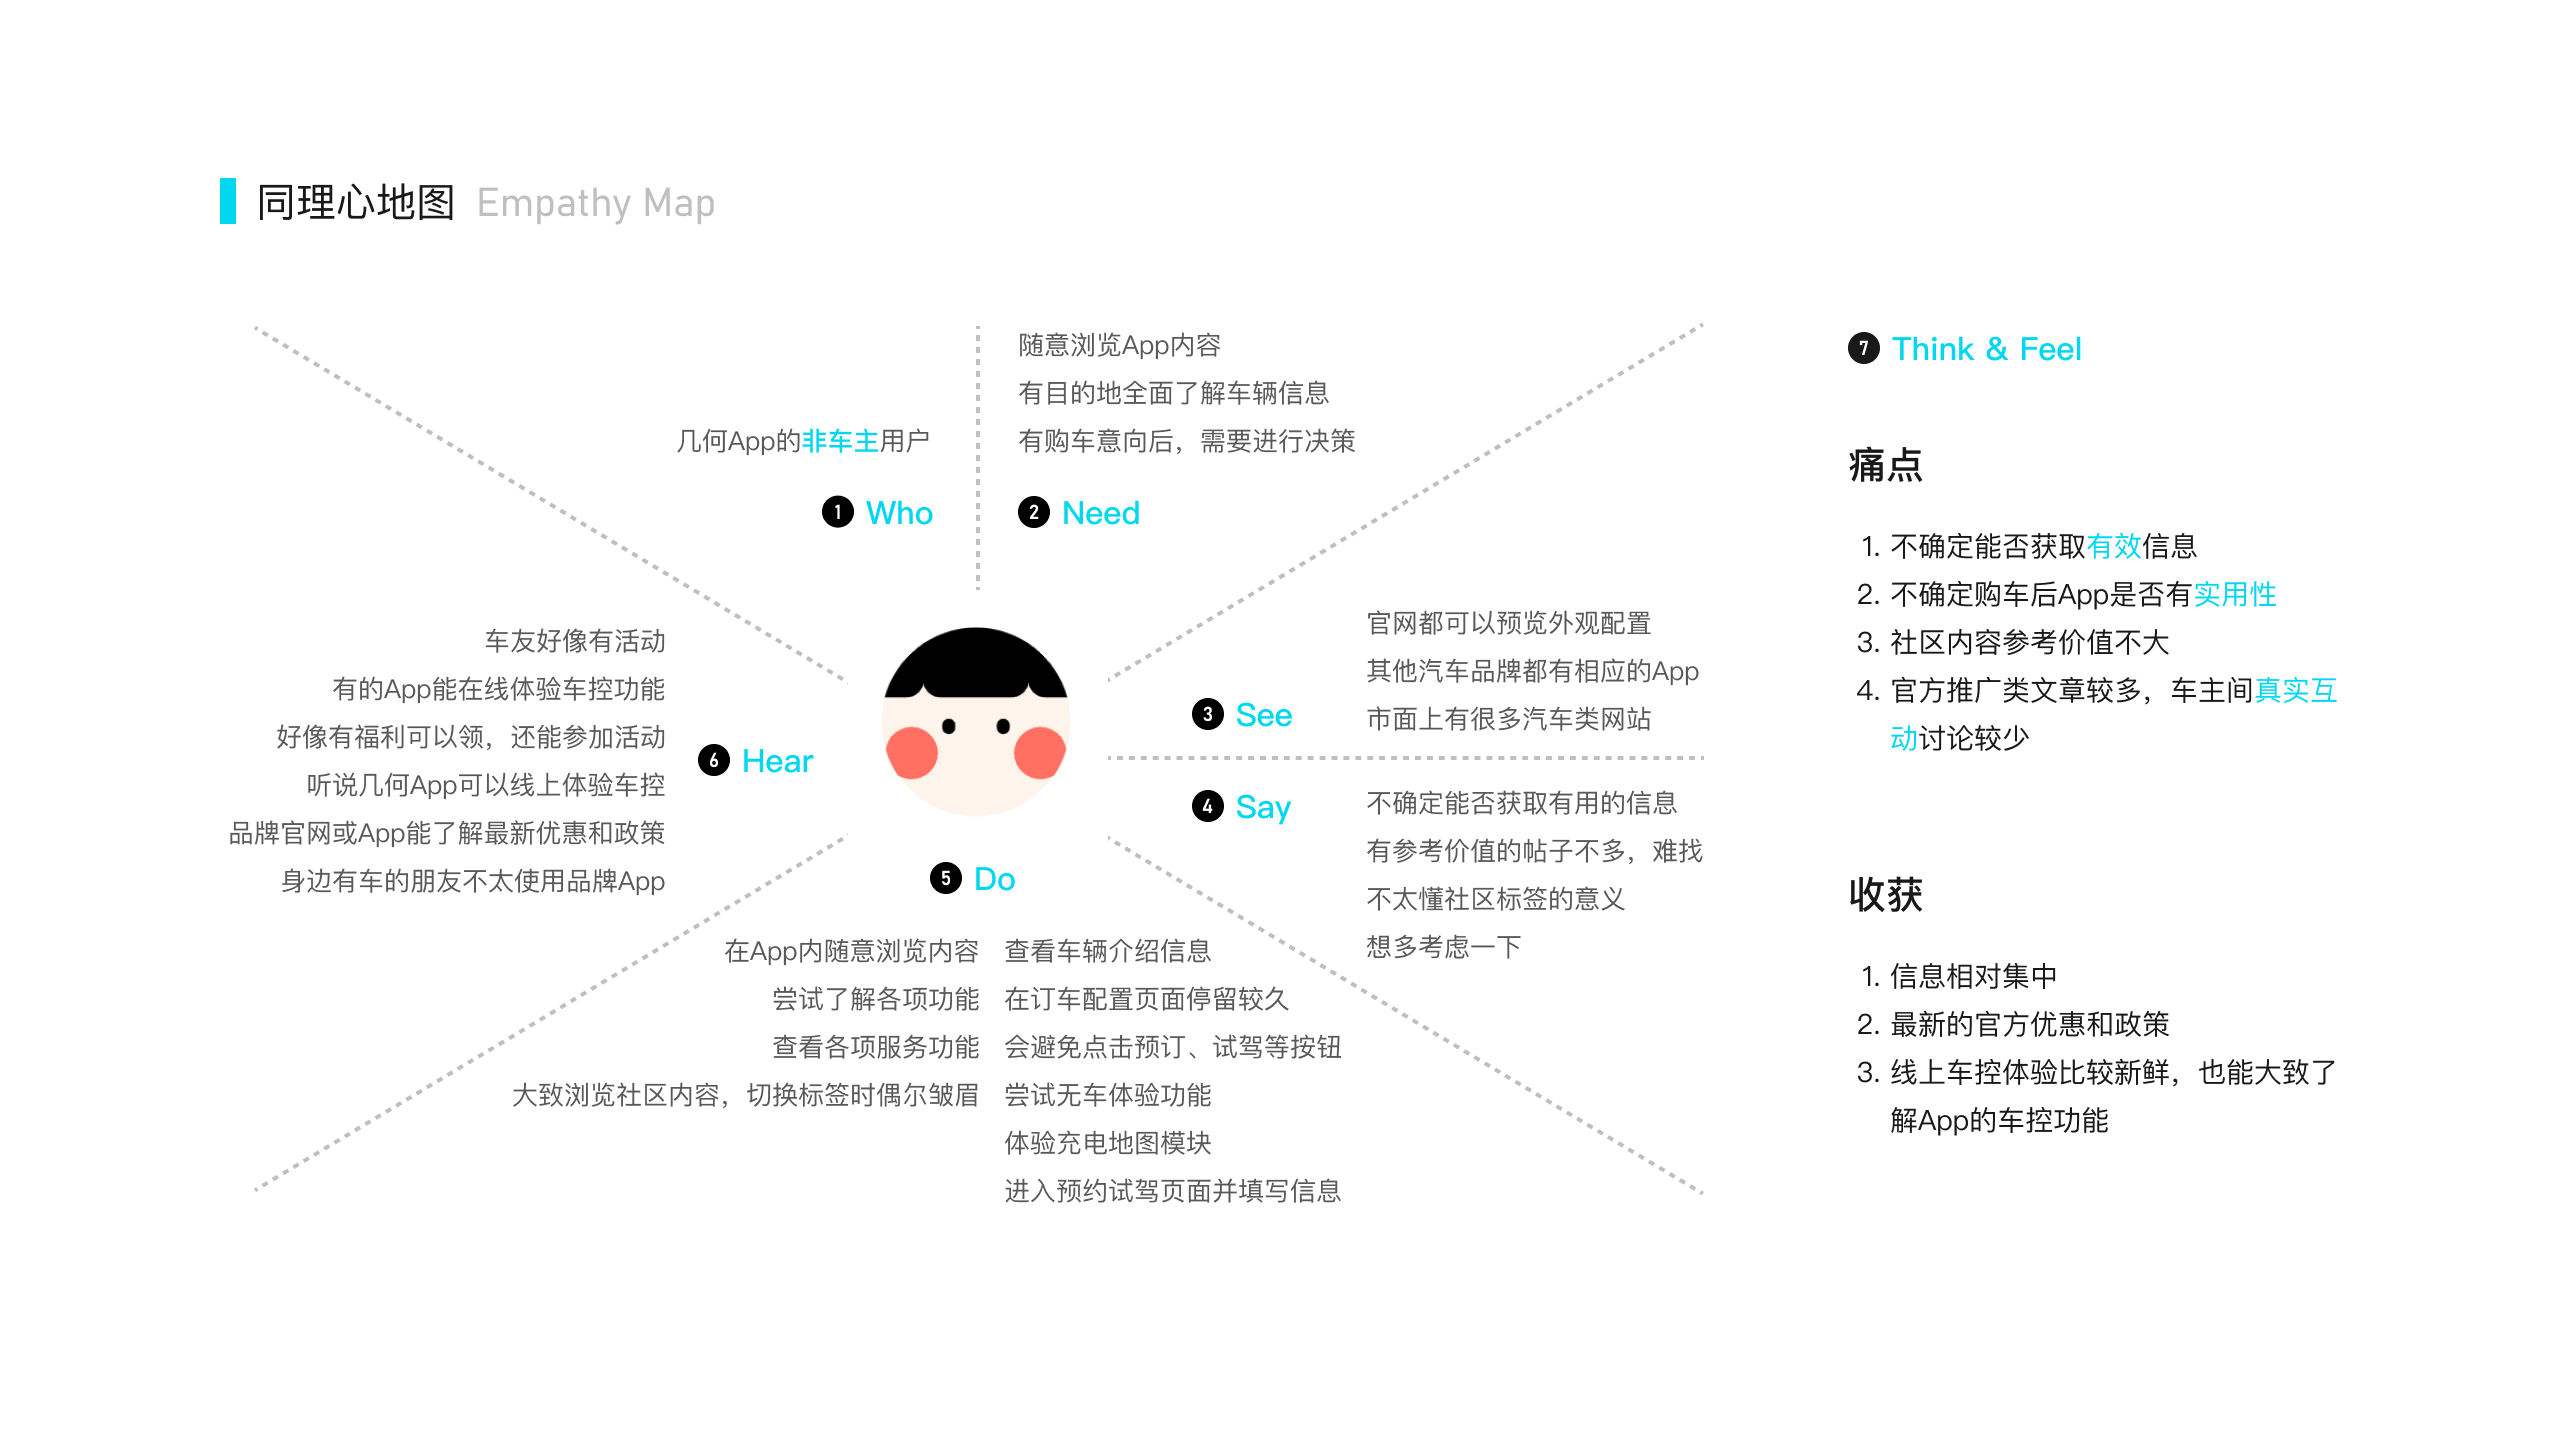 同理心地图 Empathy Map
几何App的非车主用户
1 Who
随意浏览App内容
有目的地全面了解车辆信息
有购车意向后，需要进行决策
2 Need
官网都可以预览外观配置
其他汽车品牌都有相应的App
市面上有很多汽车类网站
3 See
4 Say
不确定能否获取有用的信息
有参考价值的帖子不多，难找
不太懂社区标签的意义
想多考虑一下
5 Do
在App内随意浏览内容
尝试了解各项功能
查看各项服务功能
大致浏览社区内容，切换标签时偶尔皱眉
查看车辆介绍信息
在订车配置页面停留较久
会避免点击预订、试驾等按钮
尝试无车体验功能
体验充电地图模块
进入预约试驾页面并填写信息
6 Hear
车友好像有活动
有的App能在线体验车控功能
好像有福利可以领，还能参加活动
听说几何App可以线上体验车控
品牌官网或App能了解最新优惠和政策
身边有车的朋友不太使用品牌App
7 Think & Feel
痛点
1. 不确定能否获取有效信息
2. 不确定购车后App是否有实用性
3. 社区内容参考价值不大
4. 官方推广类文章较多，车主间真实互
动讨论较少
收获
1. 信息相对集中
2. 最新的官方优惠和政策
3. 线上车控体验比较新鲜，也能大致了
解App的车控功能